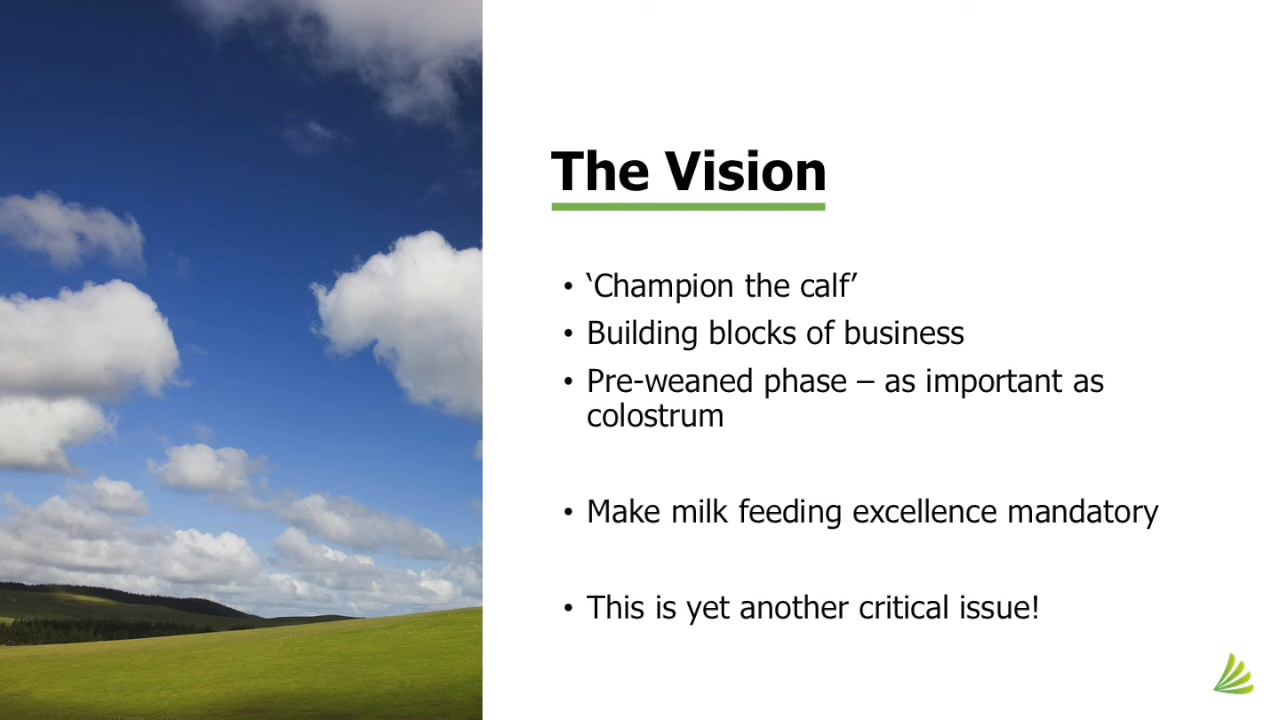 The Vision
• ‘Champion the calf’
• Building blocks of business
• Pre-weaned phase – as important as
colostrum
• Make milk feeding excellence mandatory
• This is yet another critical issue!